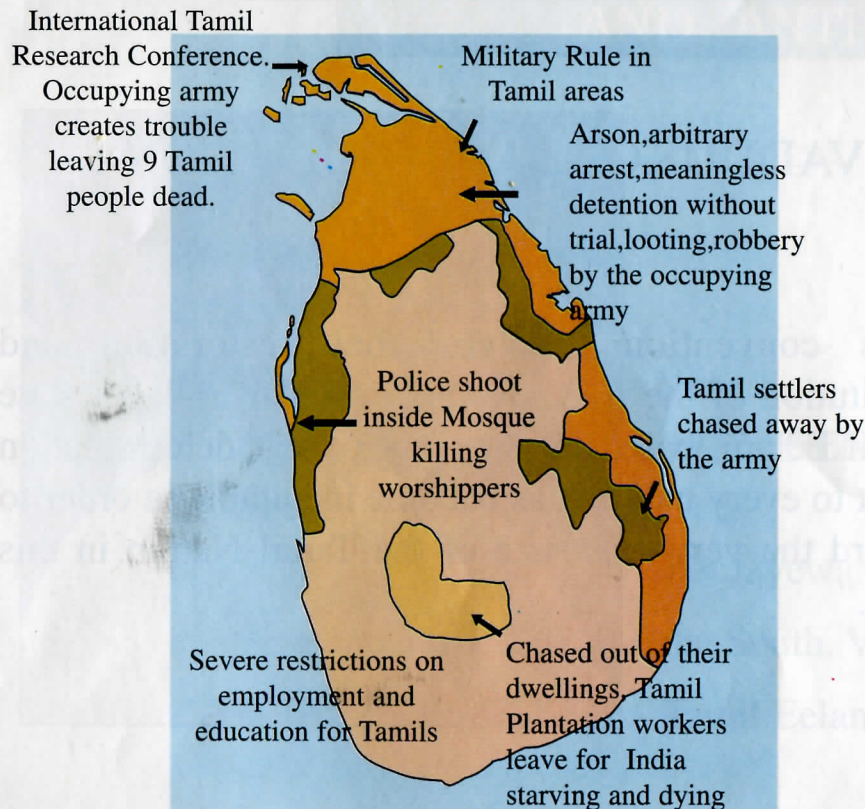 International Tamil
Research Conference.
Occupying army
creates trouble
leaving 9 Tamil
people dead.
Military Rule in
Tamil areas
Arson,arbitrary
arrest,meaningless
detention without
trial,looting,robbery
by the occupying
army
Police shoot
inside Mosque
killing
worshippers
Tamil settlers
chased away by
the army
Severe restrictions on
employment and
education for Tamils
Chased out of their
dwellings, Tamil
Plantation workers
leave for India
starving and dying